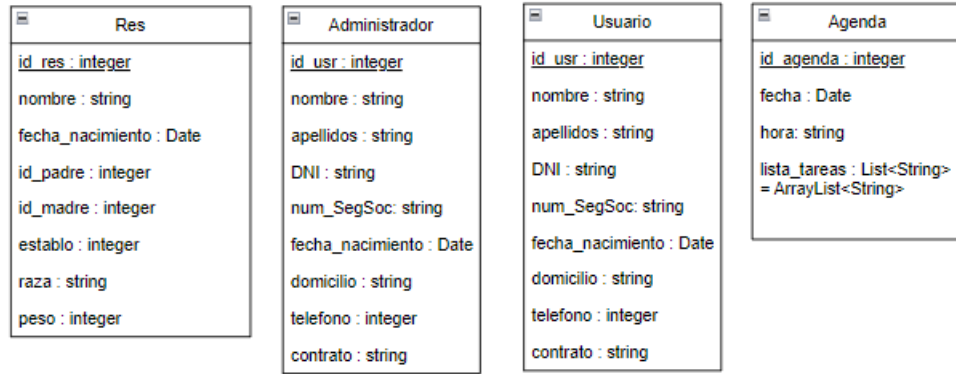 Res
id_res : integer
nombre : string
fecha_nacimiento : Date
id_padre : integer
id_madre : integer
establo : integer
raza : string
peso : integer
Administrador
id_usr : integer
nombre : string
apellidos : string
DNI : string
num_SegSoc: string
fecha_nacimiento : Date
domicilio : string
telefono : integer
contrato : string
Usuario
id_usr : integer
nombre : string
apellidos : string
DNI : string
num_SegSoc: string
fecha_nacimiento : Date
domicilio : string
telefono : integer
contrato : string
Agenda
id_agenda : integer
fecha : Date
hora: string
lista_tareas : List<String>
= ArrayList<String>